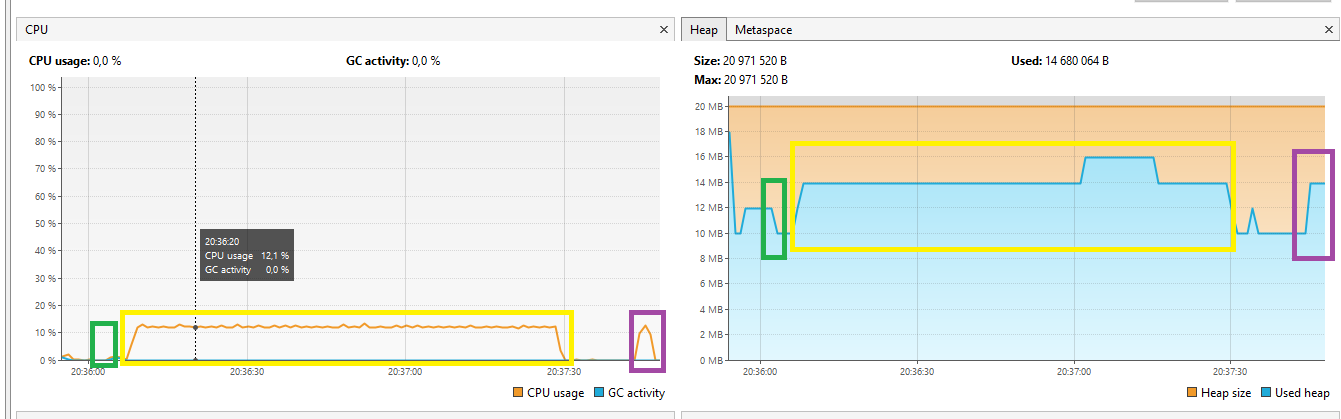 CPU
×
CPU usage: 0,0 %
GC activity: 0,0 %
100 %
90 %
80 %
70 %
60 %
50 %
40 %
30 %
20 %
10 %
0 %
20:36:20
CPU usage 12,1 %
GC activity 0,0 %
20:36:00
20:36:30
20:37:00
20:37:30
CPU usage
GC activity
Heap
Metaspace
×
Size: 20 971 520 B
Used: 14 680 064 B
Max: 20 971 520 B
20 MB
18 MB
16 MB
14 MB
12 MB
10 MB
8 MB
6 MB
4 MB
2 MB
0 MB
20:36:00
20:36:30
20:37:00
20:37:30
Heap size
Used heap